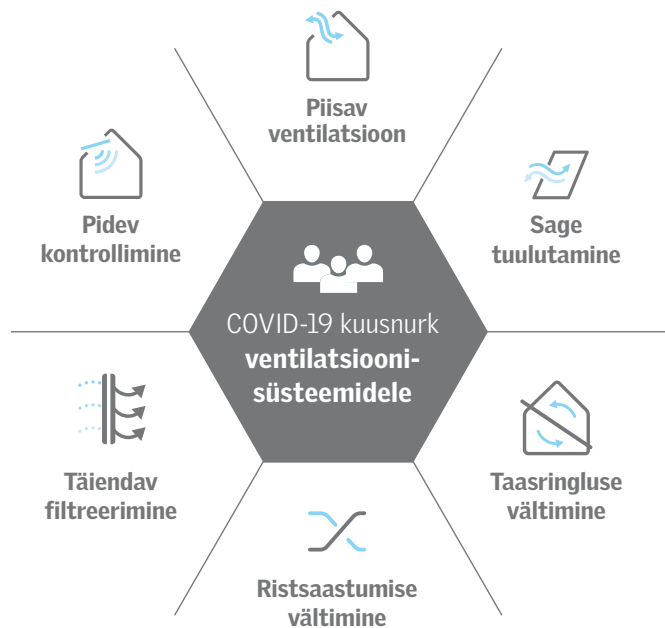 Piisav
ventilatsioon
Sage
tuulutamine
Taasringluse
vältimine
Ristsaastumise
vältimine
Täiendav
filtreerimine
Pidev
kontrollimine
COVID-19 kuusnurk
ventilatsiooni-
süsteemidele